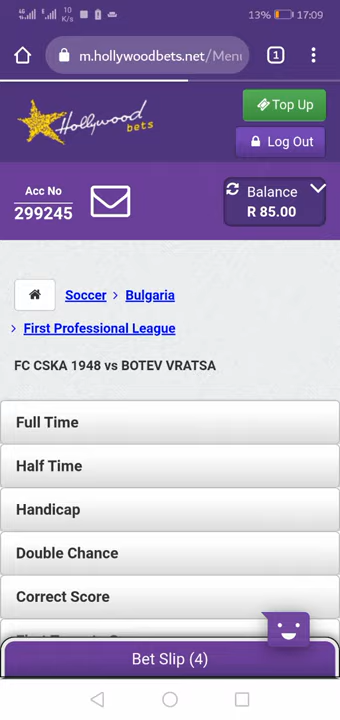 4G 10 K/s 13% 17:09
m.hollywoodbets.net/Menu 1
Hollywood
bets
Top Up
Log Out
Acc No
299245
Balance
R 85.00
Soccer > Bulgaria
> First Professional League
FC CSKA 1948 vs BOTEV VRATSA
Full Time
Half Time
Handicap
Double Chance
Correct Score
Bet Slip (4)